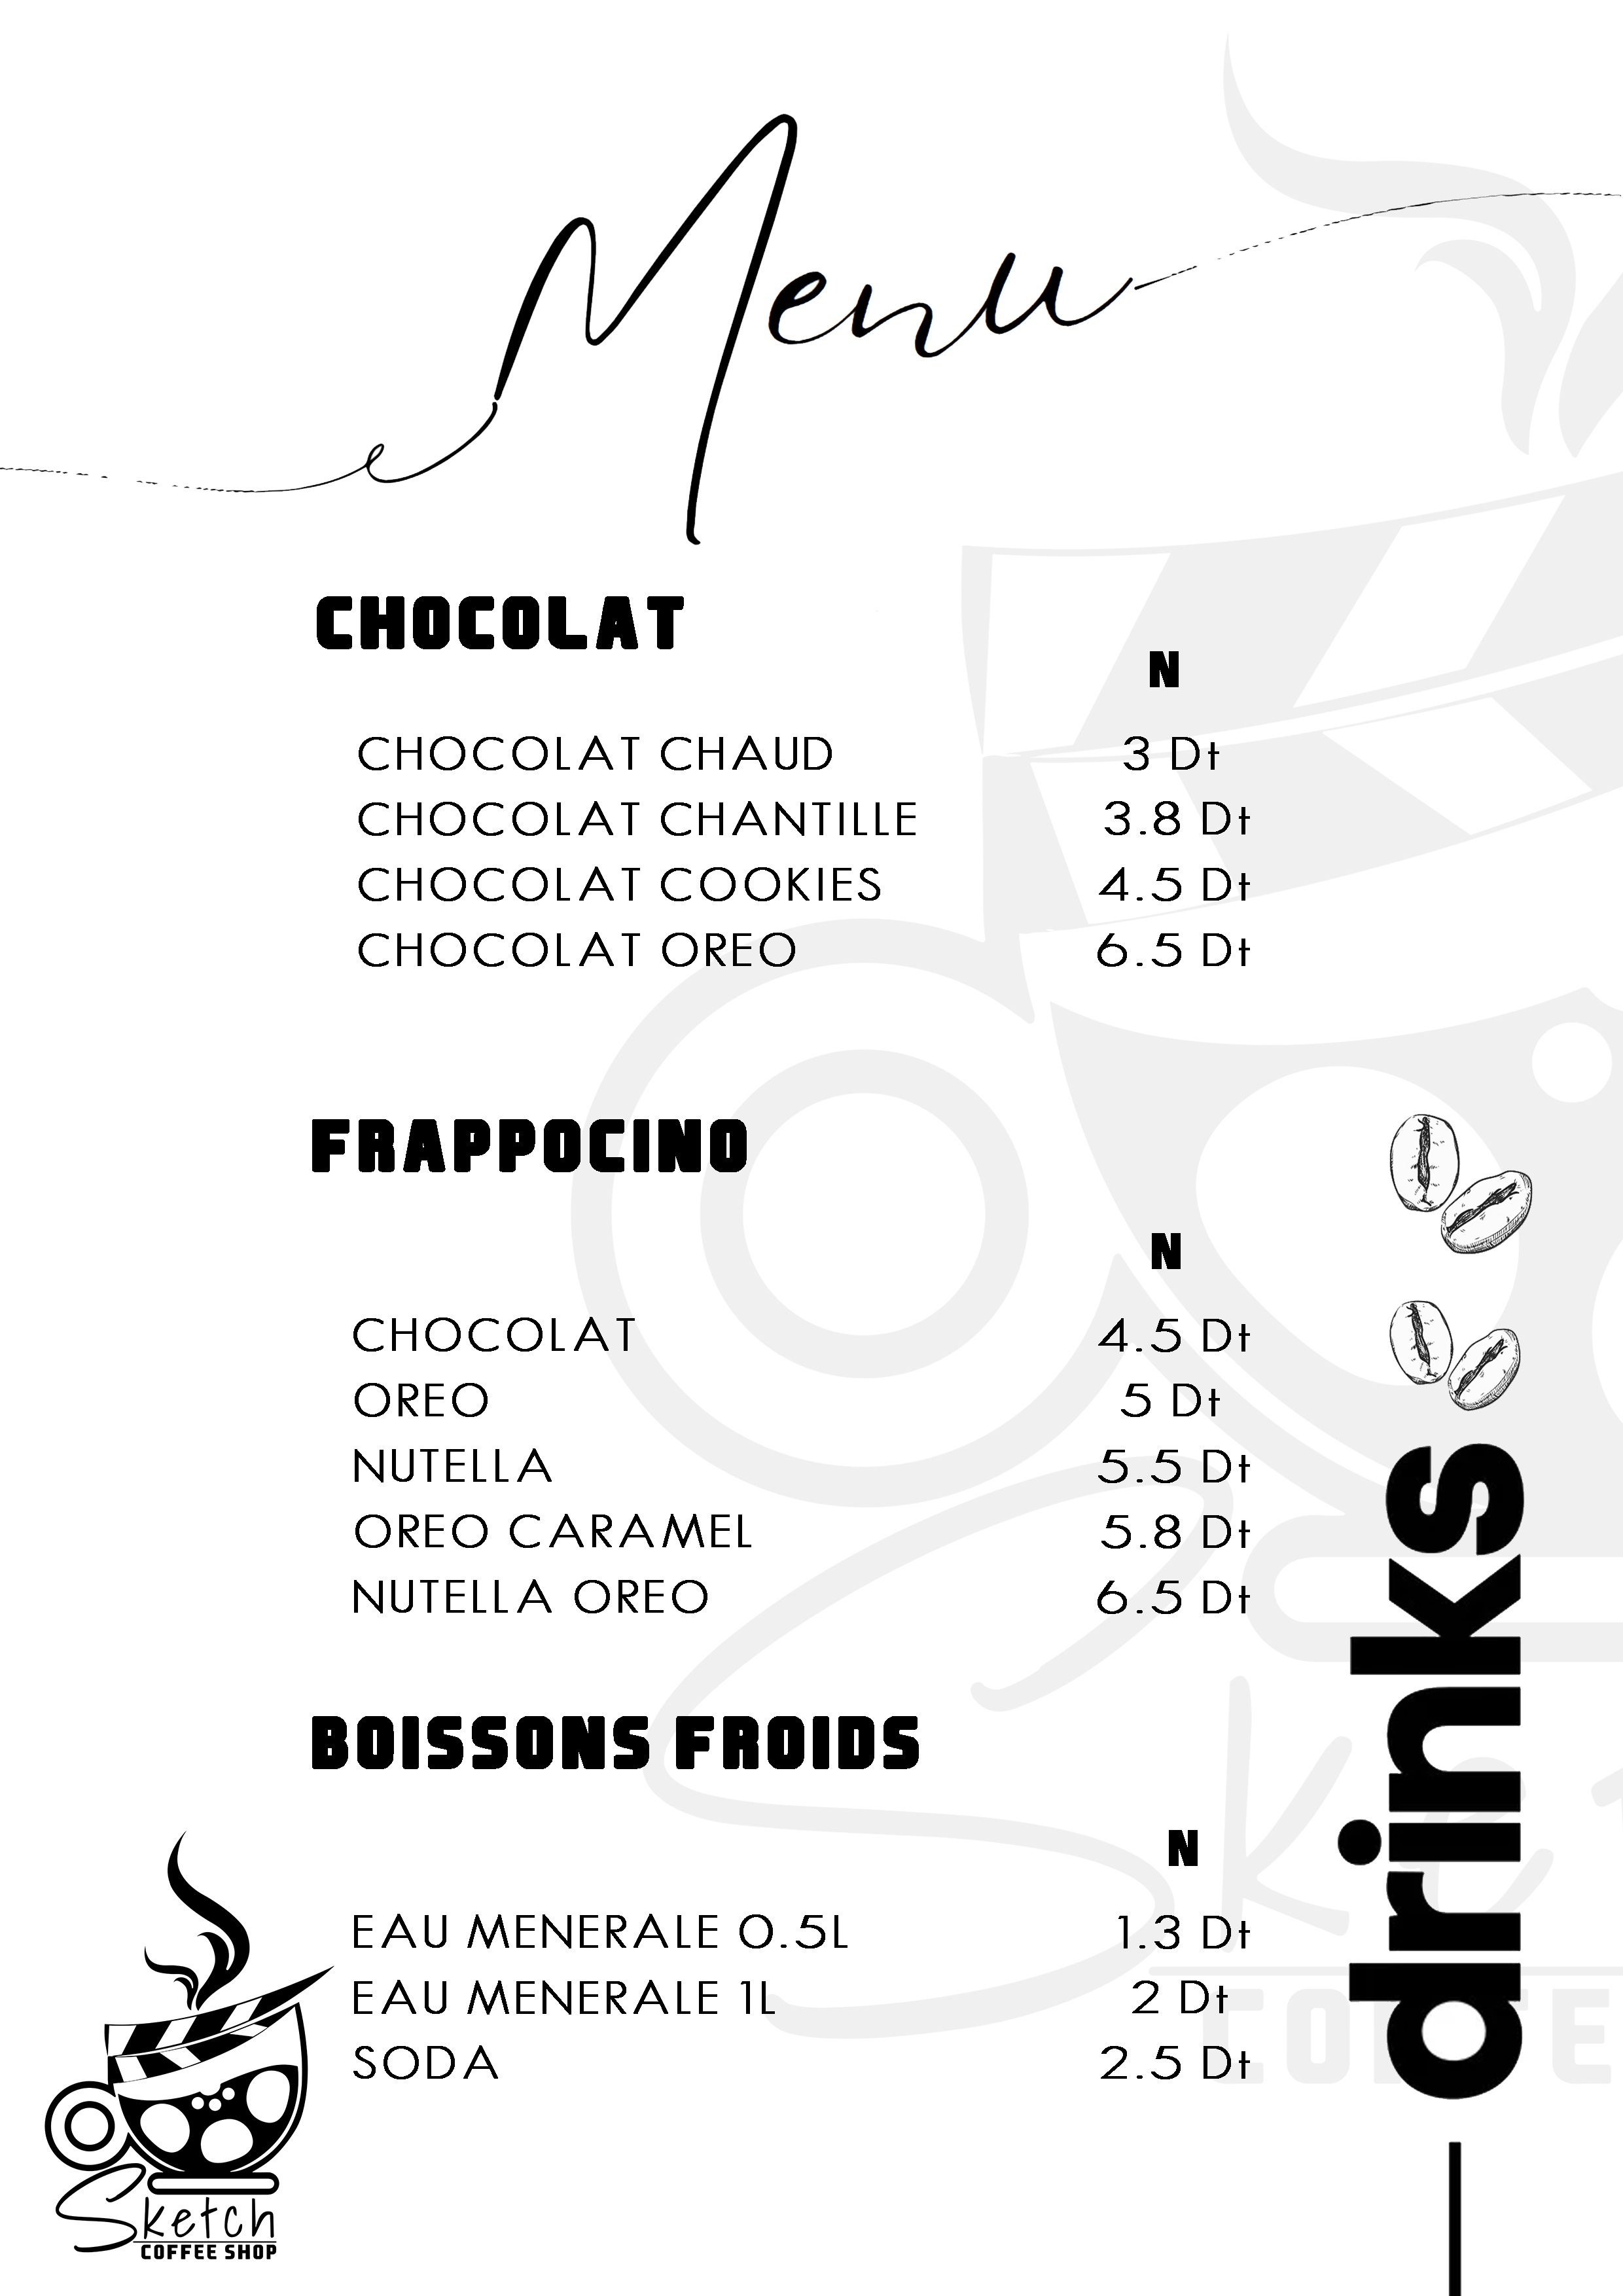 Menu
CHOCOLAT
N
CHOCOLAT CHAUD 3 Dt
CHOCOLAT CHANTILLE 3.8 Dt
CHOCOLAT COOKIES 4.5 Dt
CHOCOLAT OREO 6.5 Dt
FRAPPOCINO
N
CHOCOLAT 4.5 Dt
OREO 5 Dt
NUTELLA 5.5 Dt
OREO CARAMEL 5.8 Dt
NUTELLA OREO 6.5 Dt
BOISSONS FROIDS
N
EAU MENERALE 0.5L 1.3 Dt
EAU MENERALE 1L 2 Dt
SODA 2.5 Dt
drinks
Sketch
COFFEE SHOP